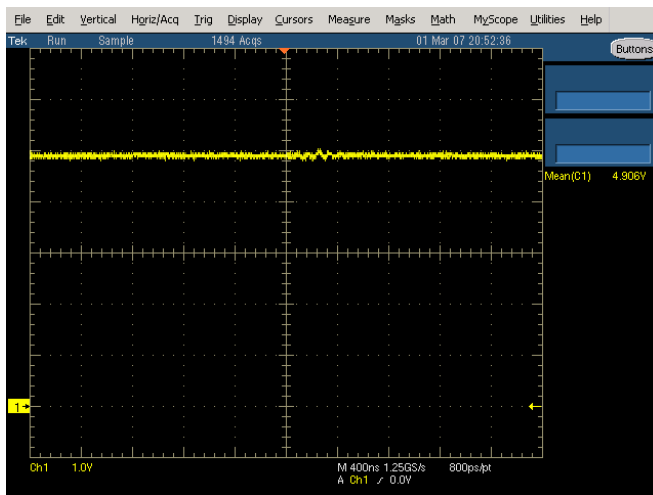 File Edit Vertical Horiz/Acq Trig Display Cursors Measure Masks Math MyScope Utilities Help
Tek Run Sample 1494 Acqs 01 Mar 07 20:52:36 Buttons
Mean(C1) 4.906V
1
Ch1 1.0V M 400ns 1.25GS/s 800ps/pt
A Ch1 / 0.0V